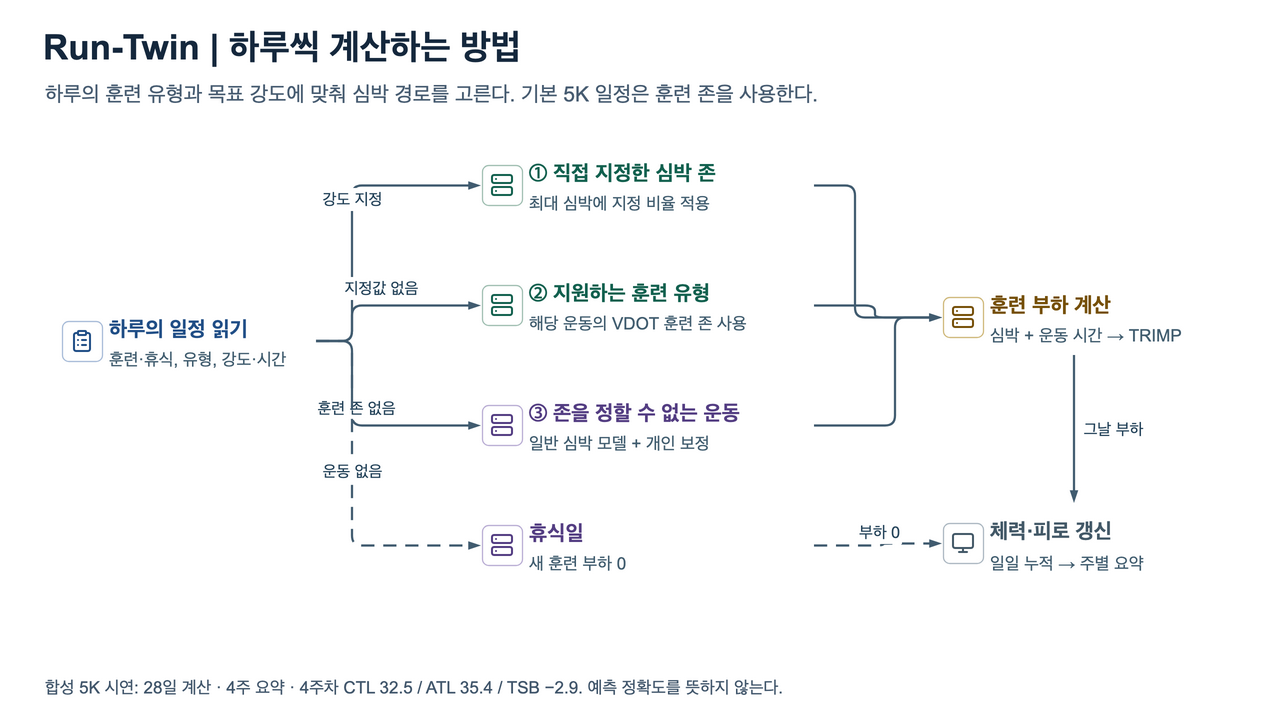 Run-Twin | 하루씩 계산하는 방법
하루의 훈련 유형과 목표 강도에 맞춰 심박 경로를 고른다. 기본 5K 일정은 훈련 존을 사용한다.
하루의 일정 읽기
훈련·휴식, 유형, 강도·시간
강도 지정
① 직접 지정한 심박 존
최대 심박에 지정 비율 적용
지정값 없음
② 지원하는 훈련 유형
해당 운동의 VDOT 훈련 존 사용
훈련 존 없음
③ 존을 정할 수 없는 운동
일반 심박 모델 + 개인 보정
운동 없음
휴식일
새 훈련 부하 0
훈련 부하 계산
심박 + 운동 시간 → TRIMP
그날 부하
부하 0
체력·피로 갱신
일일 누적 → 주별 요약
합성 5K 시연: 28일 계산 · 4주 요약 · 4주차 CTL 32.5 / ATL 35.4 / TSB −2.9. 예측 정확도를 뜻하지 않는다.